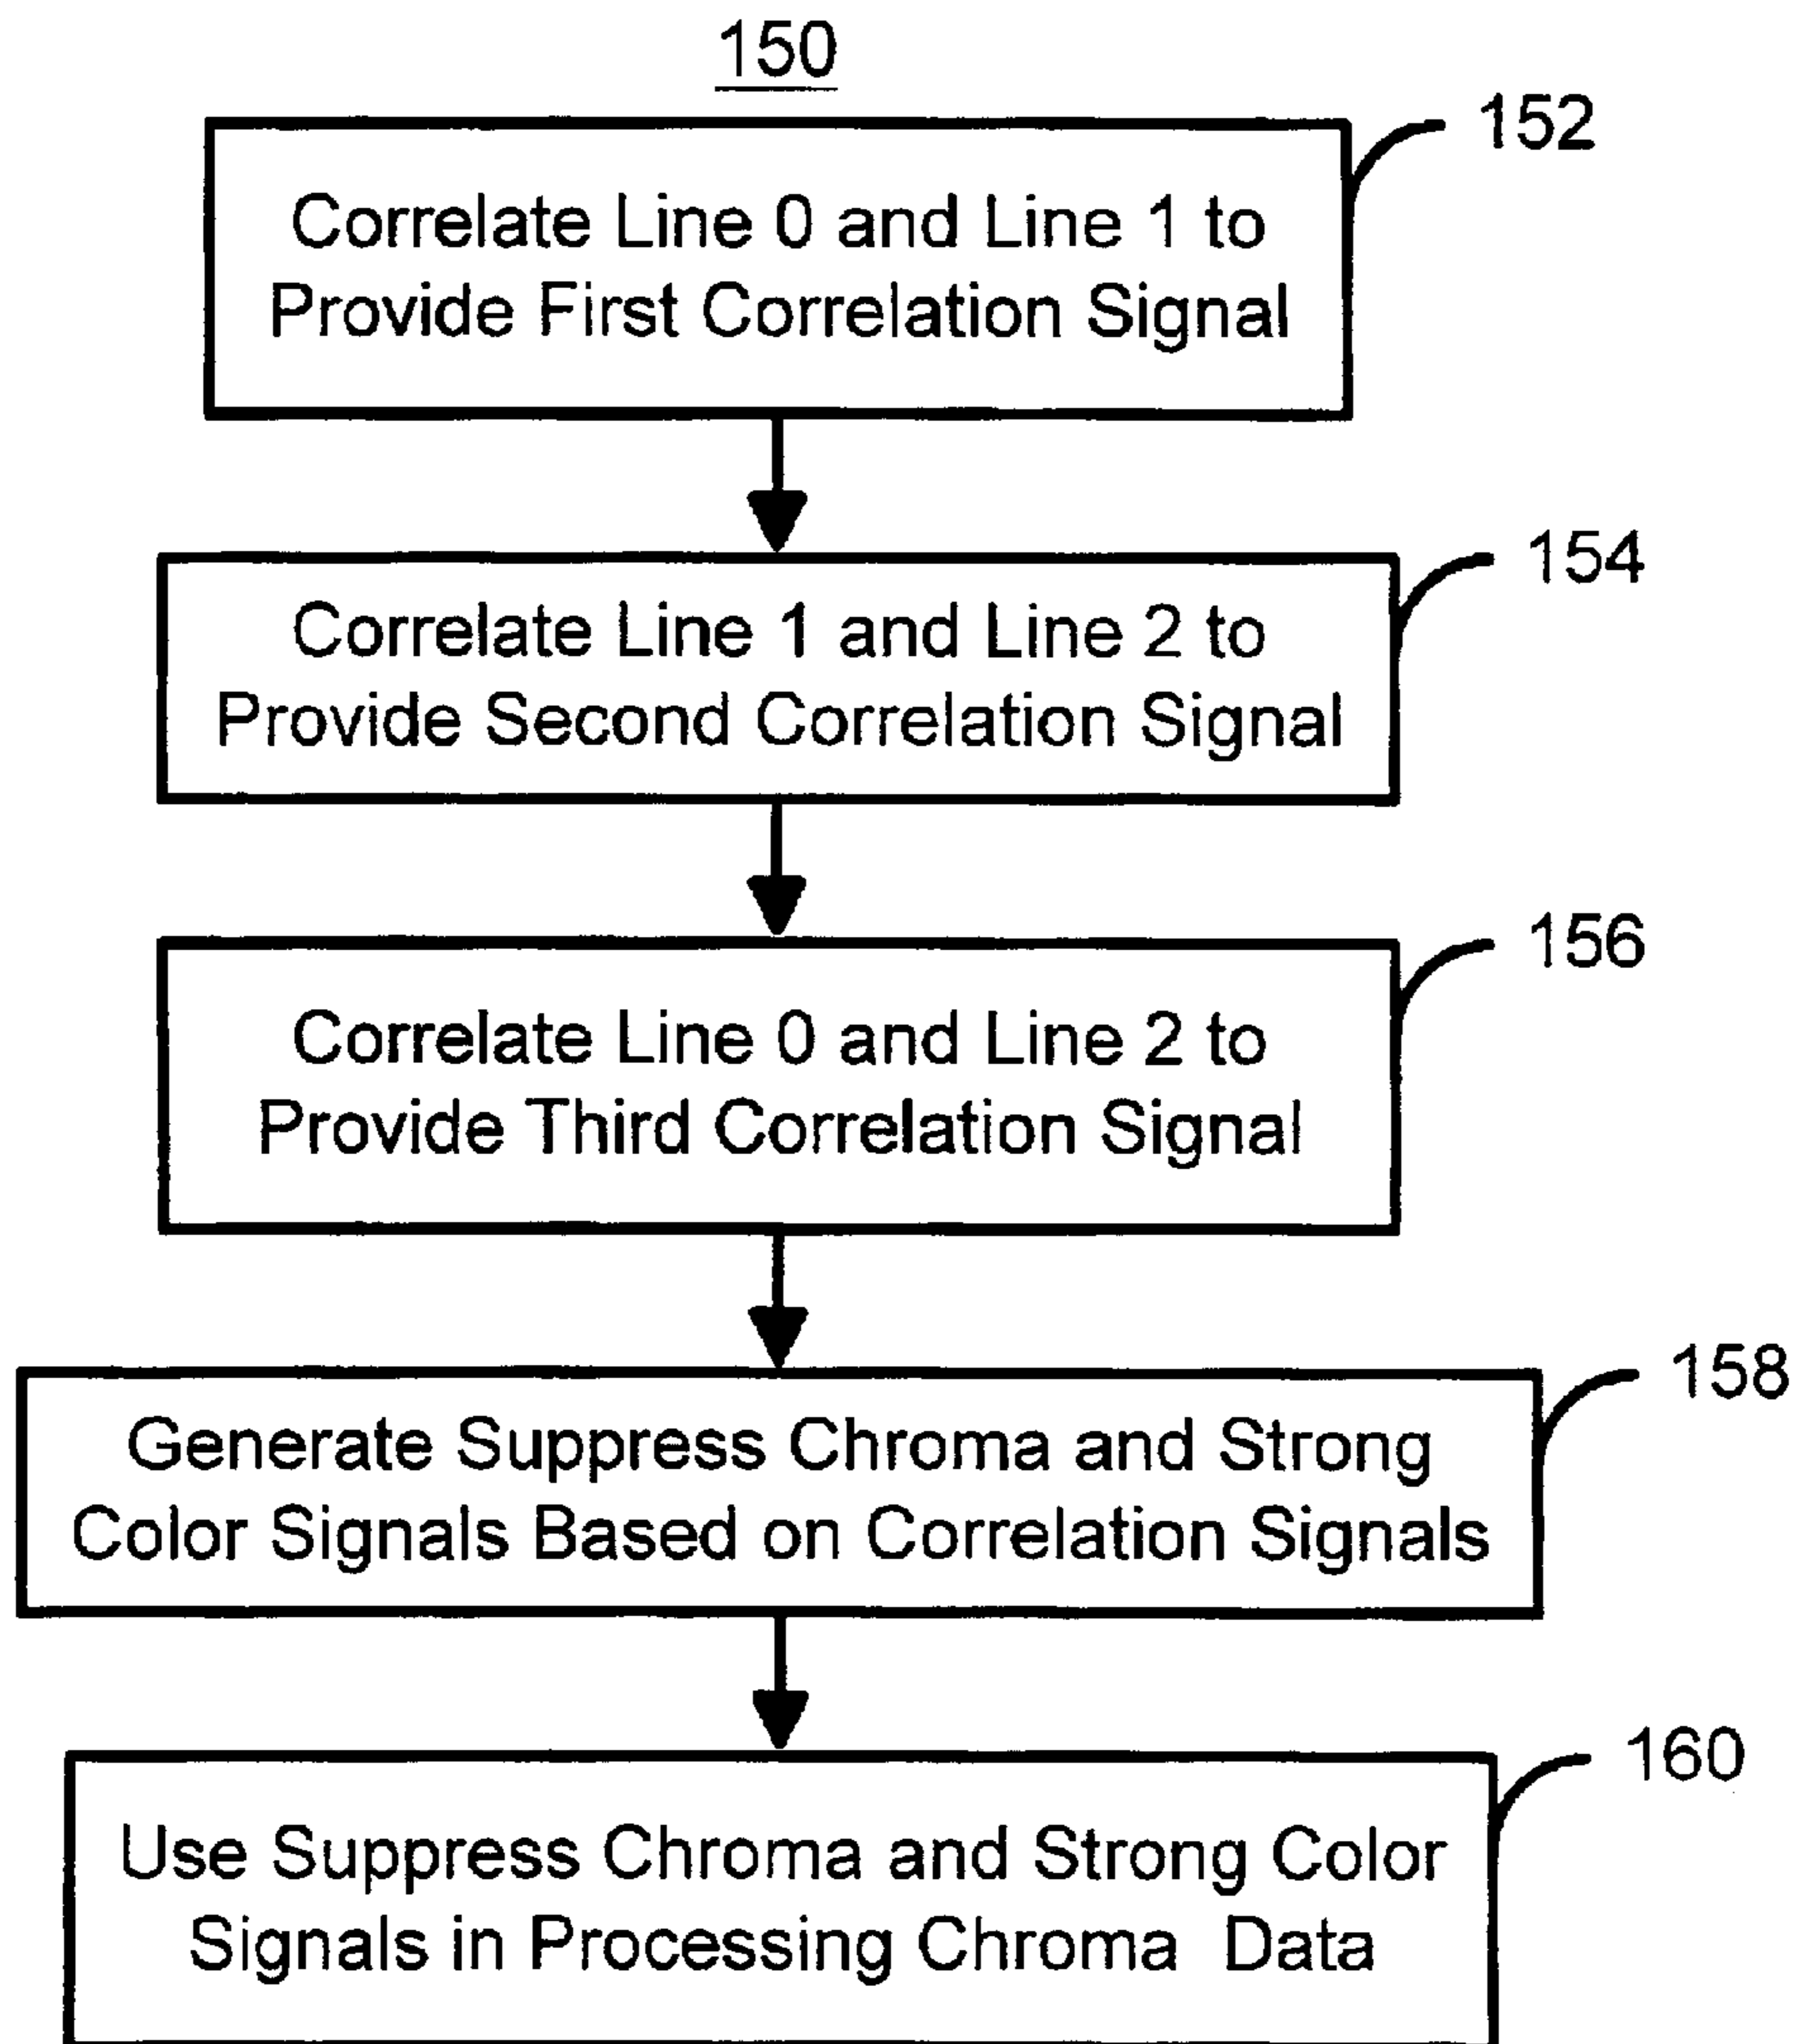 150
152
Correlate Line 0 and Line 1 to
Provide First Correlation Signal
154
Correlate Line 1 and Line 2 to
Provide Second Correlation Signal
156
Correlate Line 0 and Line 2 to
Provide Third Correlation Signal
158
Generate Suppress Chroma and Strong
Color Signals Based on Correlation Signals
160
Use Suppress Chroma and Strong Color
Signals in Processing Chroma Data